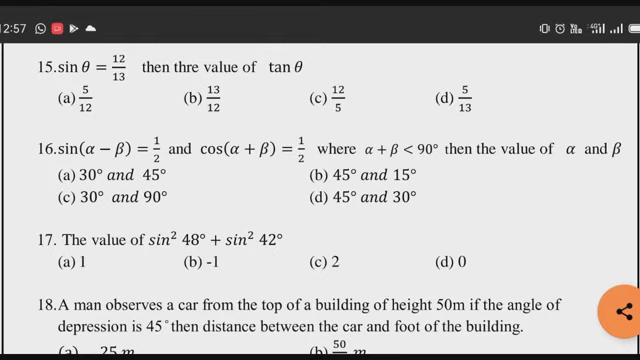 12:57
15. sin θ = 12/13 then thre value of tan θ
(a) 5/12 (b) 13/12 (c) 12/5 (d) 5/13
16. sin(α − β) = 1/2 and cos(α + β) = 1/2 where α + β < 90° then the value of α and β
(a) 30° and 45° (b) 45° and 15°
(c) 30° and 90° (d) 45° and 30°
17. The value of sin² 48° + sin² 42°
(a) 1 (b) -1 (c) 2 (d) 0
18. A man observes a car from the top of a building of height 50m if the angle of
depression is 45° then distance between the car and foot of the building.
(a) 25 m (b) 50 m